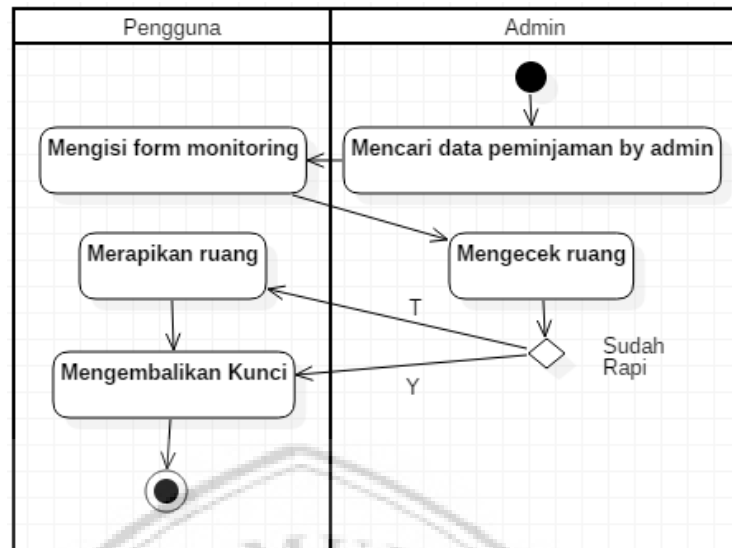 Pengguna
Admin
Mengisi form monitoring
Mencari data peminjaman by admin
Merapikan ruang
Mengecek ruang
T
Sudah
Rapi
Mengembalikan Kunci
Y